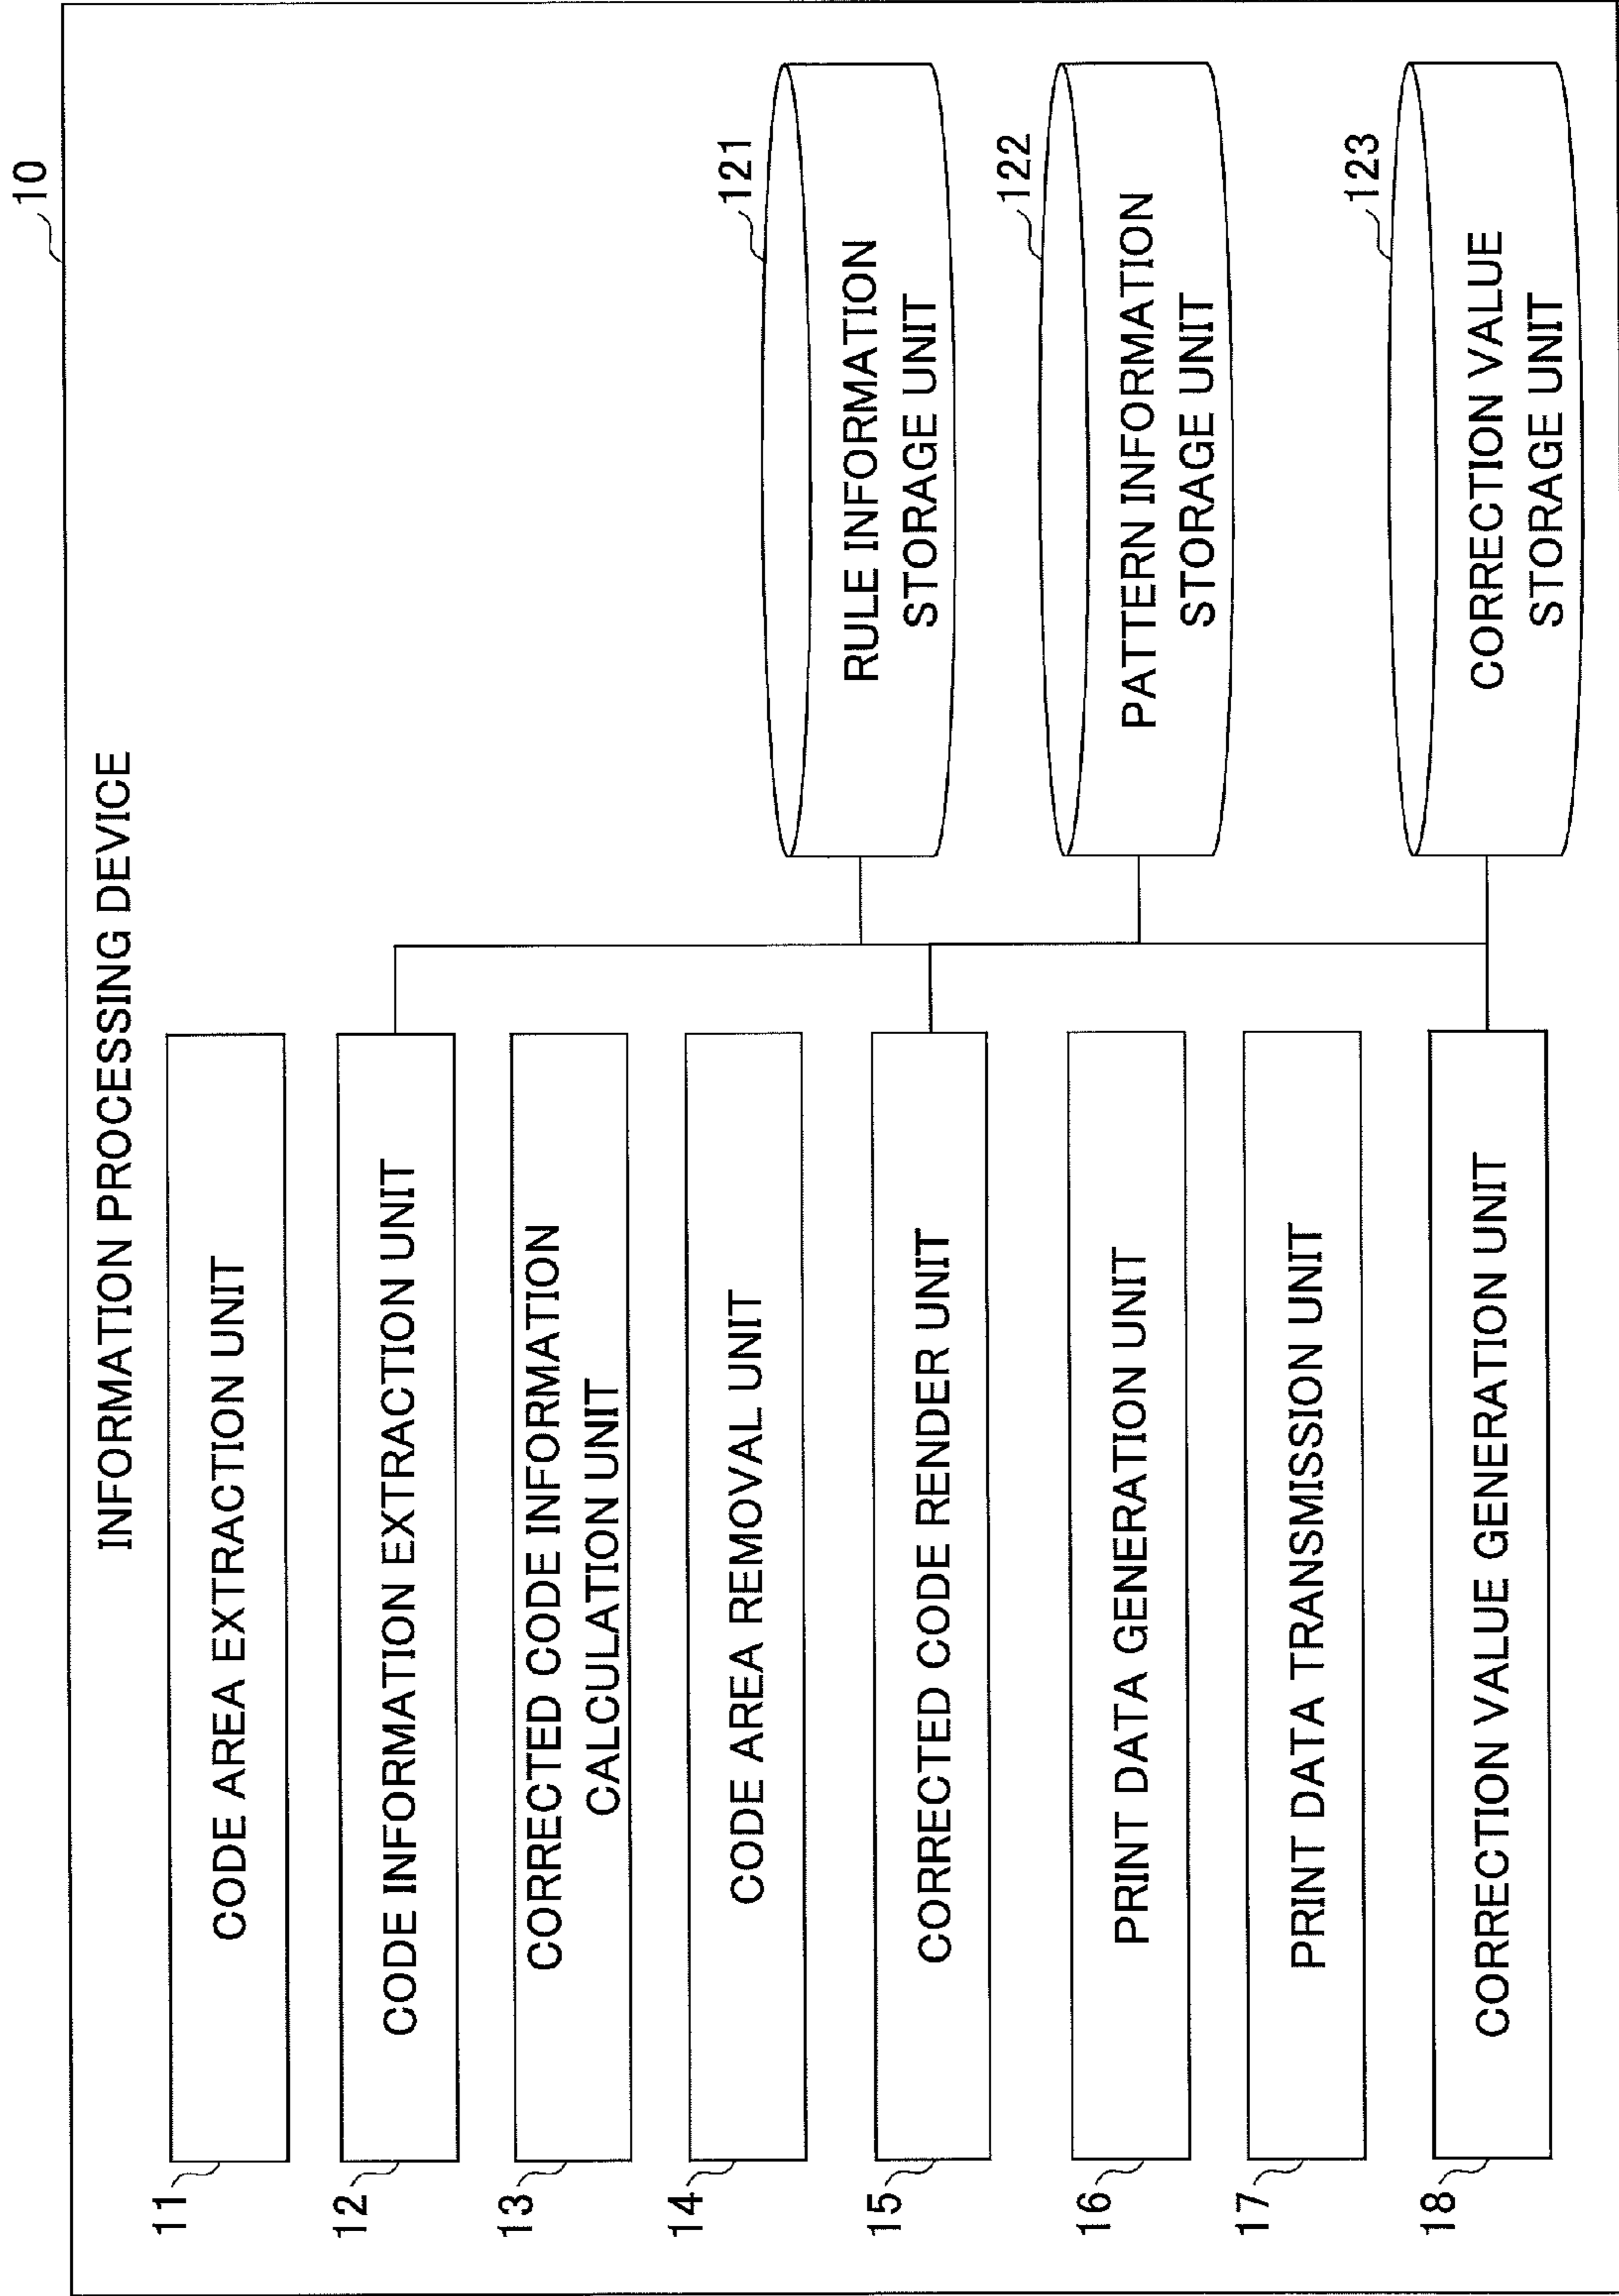 10
INFORMATION PROCESSING DEVICE
11
CODE AREA EXTRACTION UNIT
12
CODE INFORMATION EXTRACTION UNIT
13
CORRECTED CODE INFORMATION
CALCULATION UNIT
14
CODE AREA REMOVAL UNIT
15
CORRECTED CODE RENDER UNIT
16
PRINT DATA GENERATION UNIT
17
PRINT DATA TRANSMISSION UNIT
18
CORRECTION VALUE GENERATION UNIT
121
RULE INFORMATION
STORAGE UNIT
122
PATTERN INFORMATION
STORAGE UNIT
123
CORRECTION VALUE
STORAGE UNIT